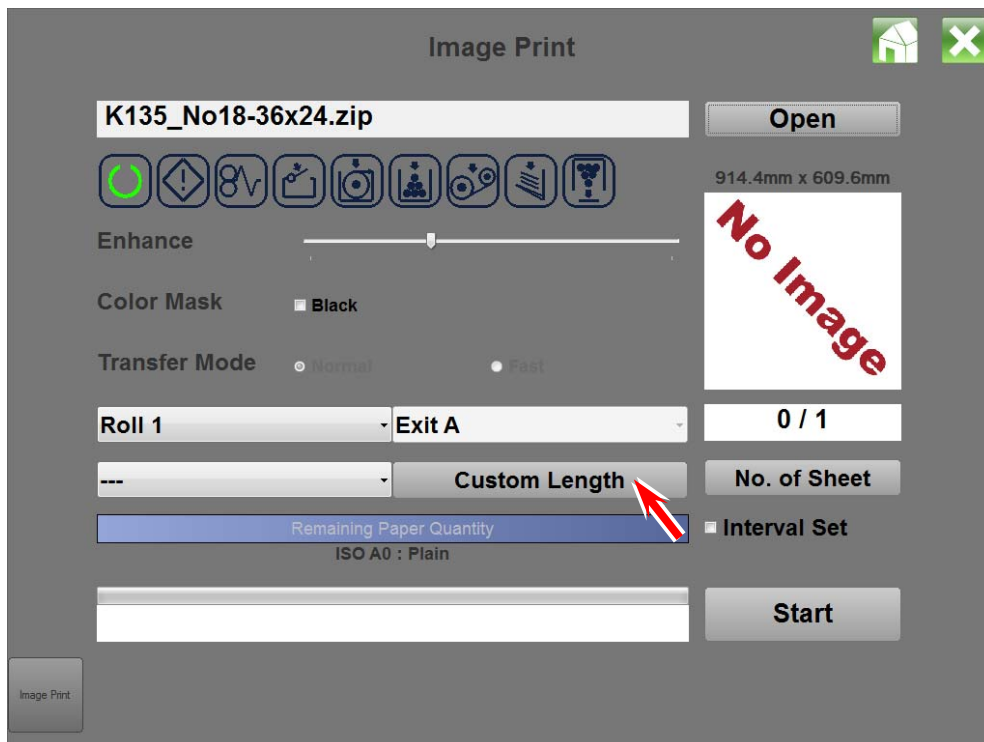 Image Print
K135_No18-36x24.zip
Open
914.4mm x 609.6mm
No Image
Enhance
Color Mask
Black
Transfer Mode
Normal
Fast
Roll 1
Exit A
0 / 1
---
Custom Length
No. of Sheet
Remaining Paper Quantity
Interval Set
ISO A0 : Plain
Start
Image Print